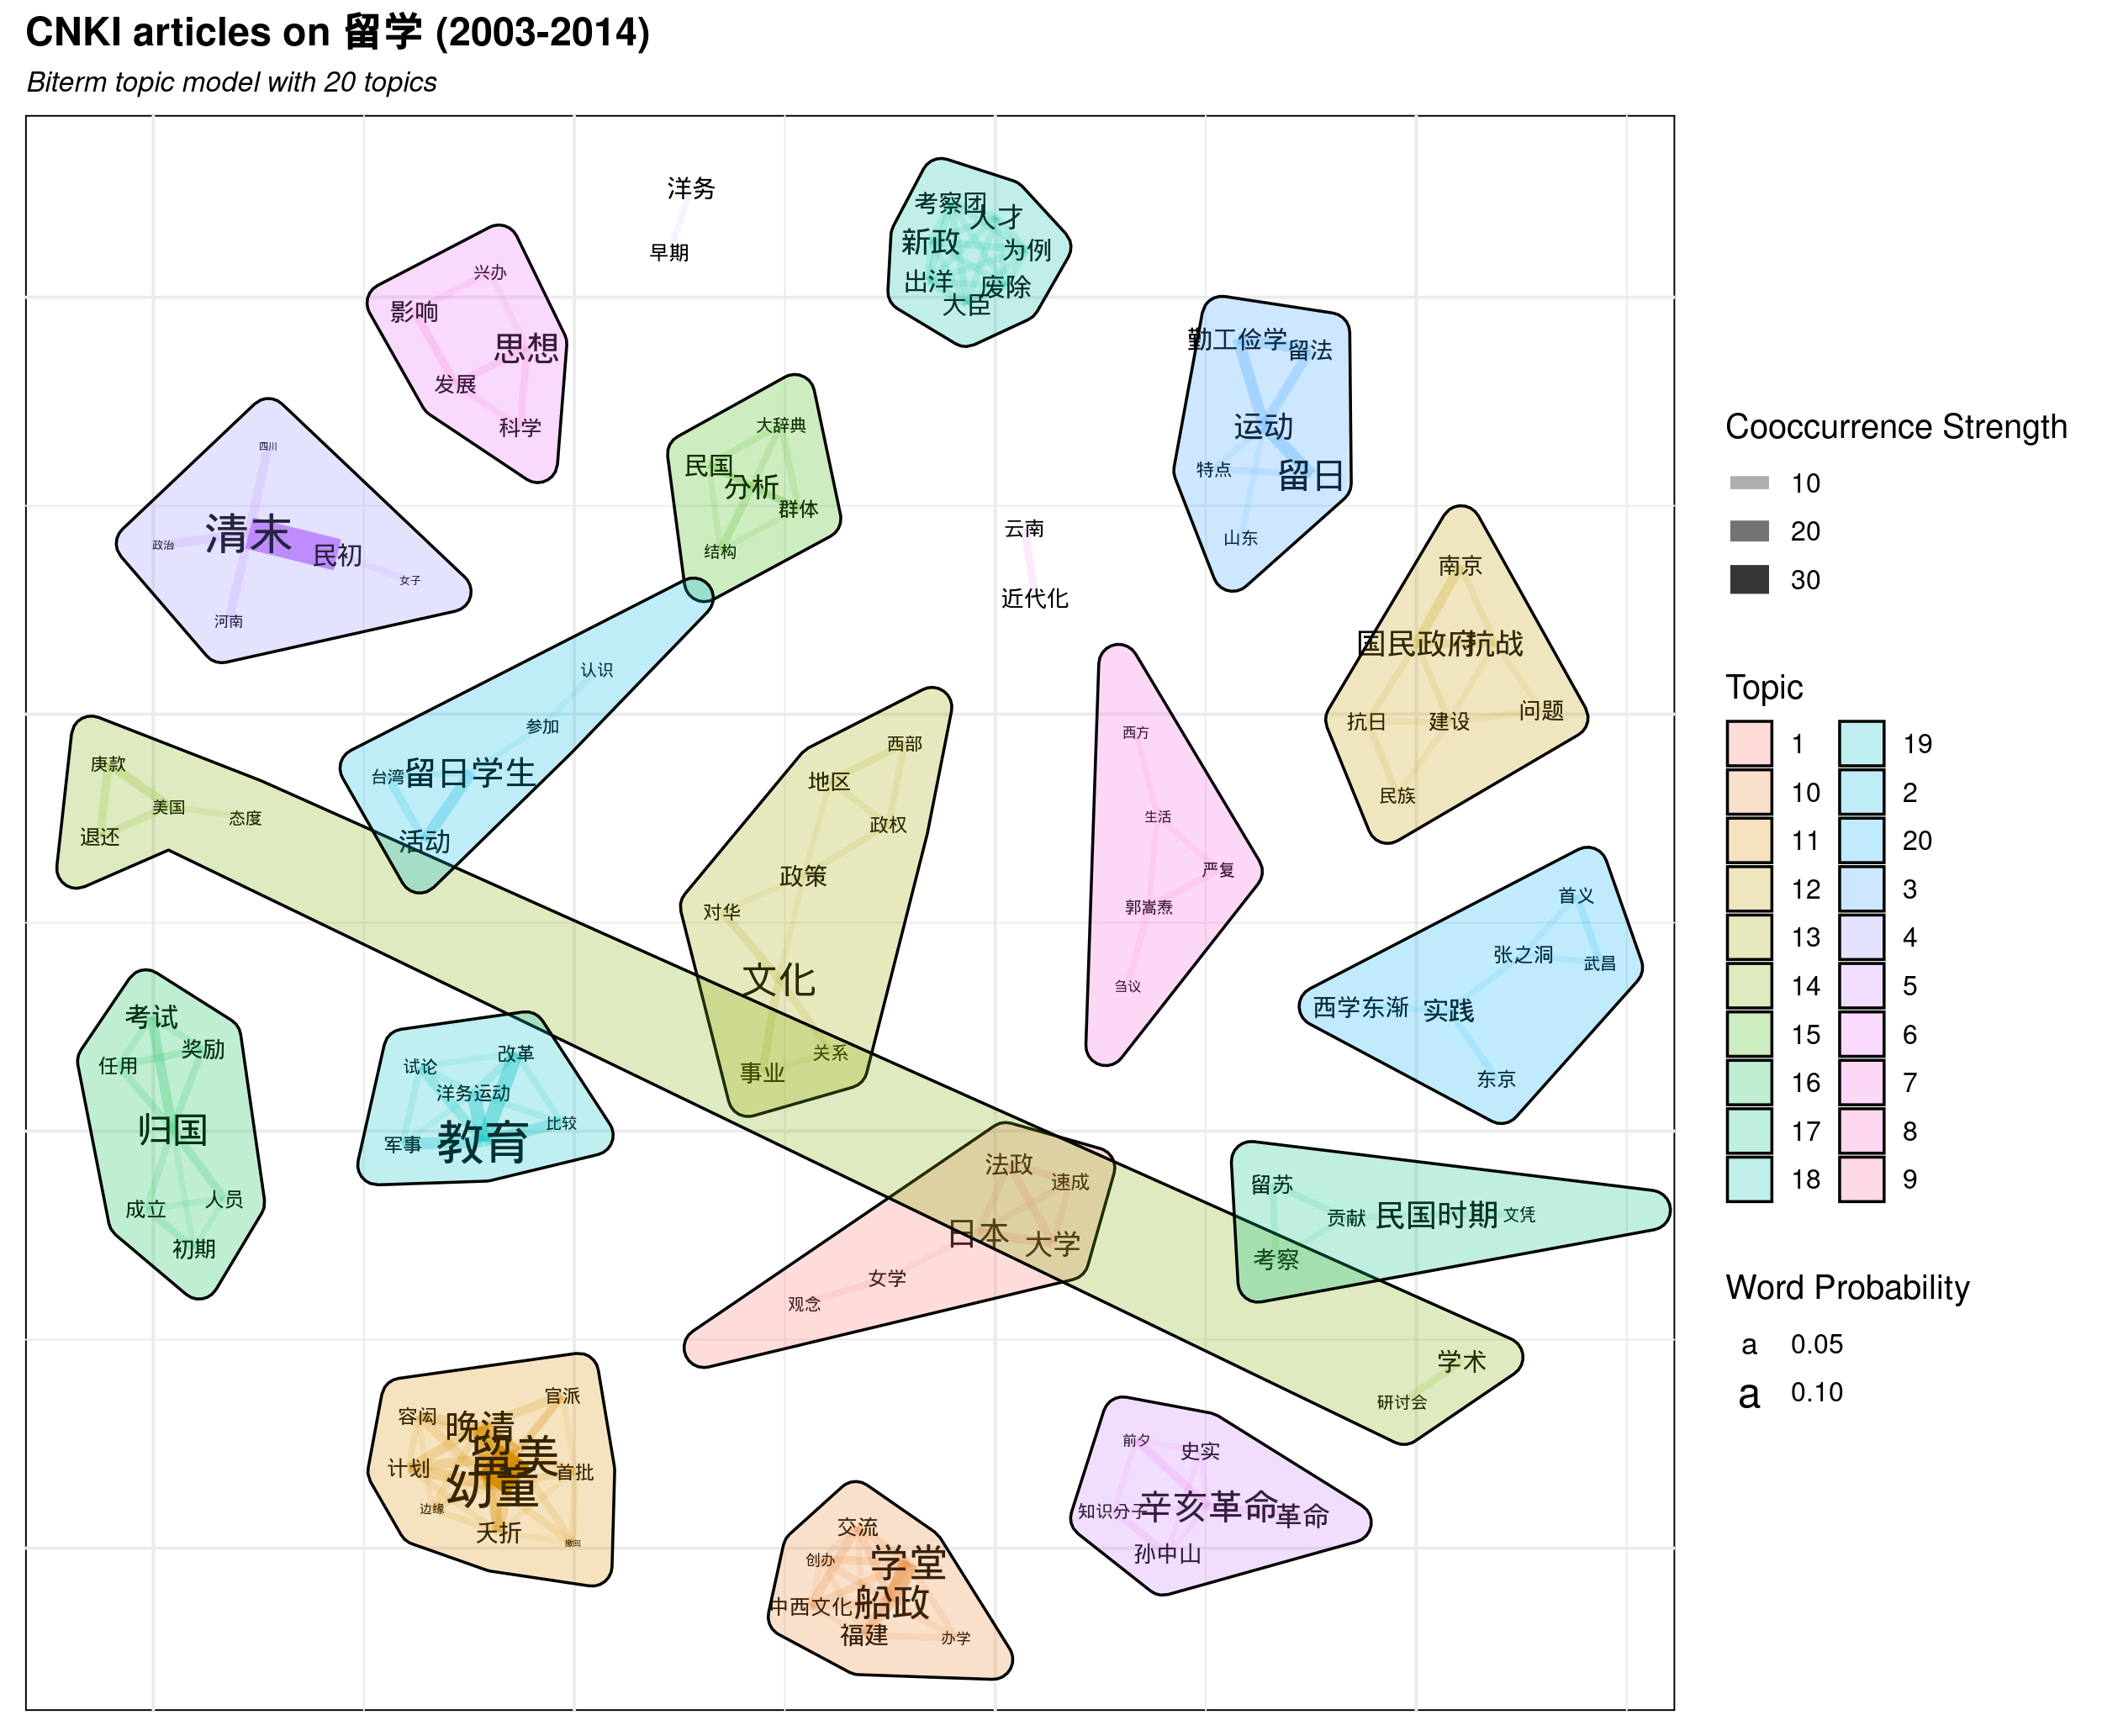 CNKI articles on 留学 (2003-2014)
Biterm topic model with 20 topics
洋务
早期
考察团
人才
新政
为例
出洋
废除
大臣
兴办
影响
思想
发展
科学
勤工俭学
留法
运动
特点
留日
山东
大辞典
民国
分析
群体
结构
四川
清末
政治
民初
女子
河南
云南
近代化
南京
国民政府
抗战
抗日
建设
问题
民族
认识
参加
台湾
留日学生
活动
庚款
美国
态度
退还
西部
地区
政权
政策
对华
文化
关系
事业
西方
生活
严复
郭嵩焘
刍议
首义
张之洞
武昌
西学东渐
实践
东京
考试
奖励
任用
归国
人员
成立
初期
改革
试论
洋务运动
比较
军事
教育
法政
速成
日本
大学
女学
观念
留苏
贡献
民国时期
文凭
考察
学术
研讨会
官派
容闳
晚清
留美
计划
首批
幼童
边缘
夭折
撤回
前夕
史实
知识分子
辛亥革命
革命
孙中山
交流
创办
学堂
船政
中西文化
福建
办学
Cooccurrence Strength
10
20
30
Topic
1
10
11
12
13
14
15
16
17
18
19
2
20
3
4
5
6
7
8
9
Word Probability
a 0.05
a 0.10